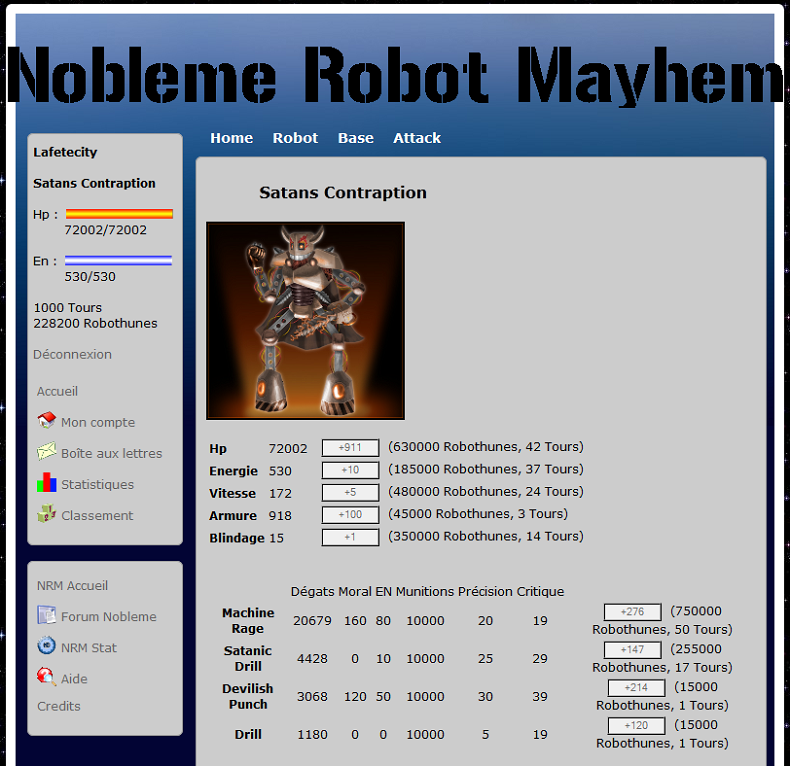 Nobleme Robot Mayhem
Home Robot Base Attack
Lafetecity
Satans Contraption
Hp :
72002/72002
En :
530/530
1000 Tours
228200 Robothunes
Déconnexion
Accueil
Mon compte
Boîte aux lettres
Statistiques
Classement
NRM Accueil
Forum Nobleme
NRM Stat
Aide
Credits
Satans Contraption
Hp 72002 +911 (630000 Robothunes, 42 Tours)
Energie 530 +10 (185000 Robothunes, 37 Tours)
Vitesse 172 +5 (480000 Robothunes, 24 Tours)
Armure 918 +100 (45000 Robothunes, 3 Tours)
Blindage 15 +1 (350000 Robothunes, 14 Tours)
Dégats Moral EN Munitions Précision Critique
Machine Rage 20679 160 80 10000 20 19 +276 (750000
Robothunes, 50 Tours)
Satanic Drill 4428 0 10 10000 25 29 +147 (255000
Robothunes, 17 Tours)
Devilish Punch 3068 120 50 10000 30 39 +214 (15000
Robothunes, 1 Tours)
Drill 1180 0 0 10000 5 19 +120 (15000
Robothunes, 1 Tours)